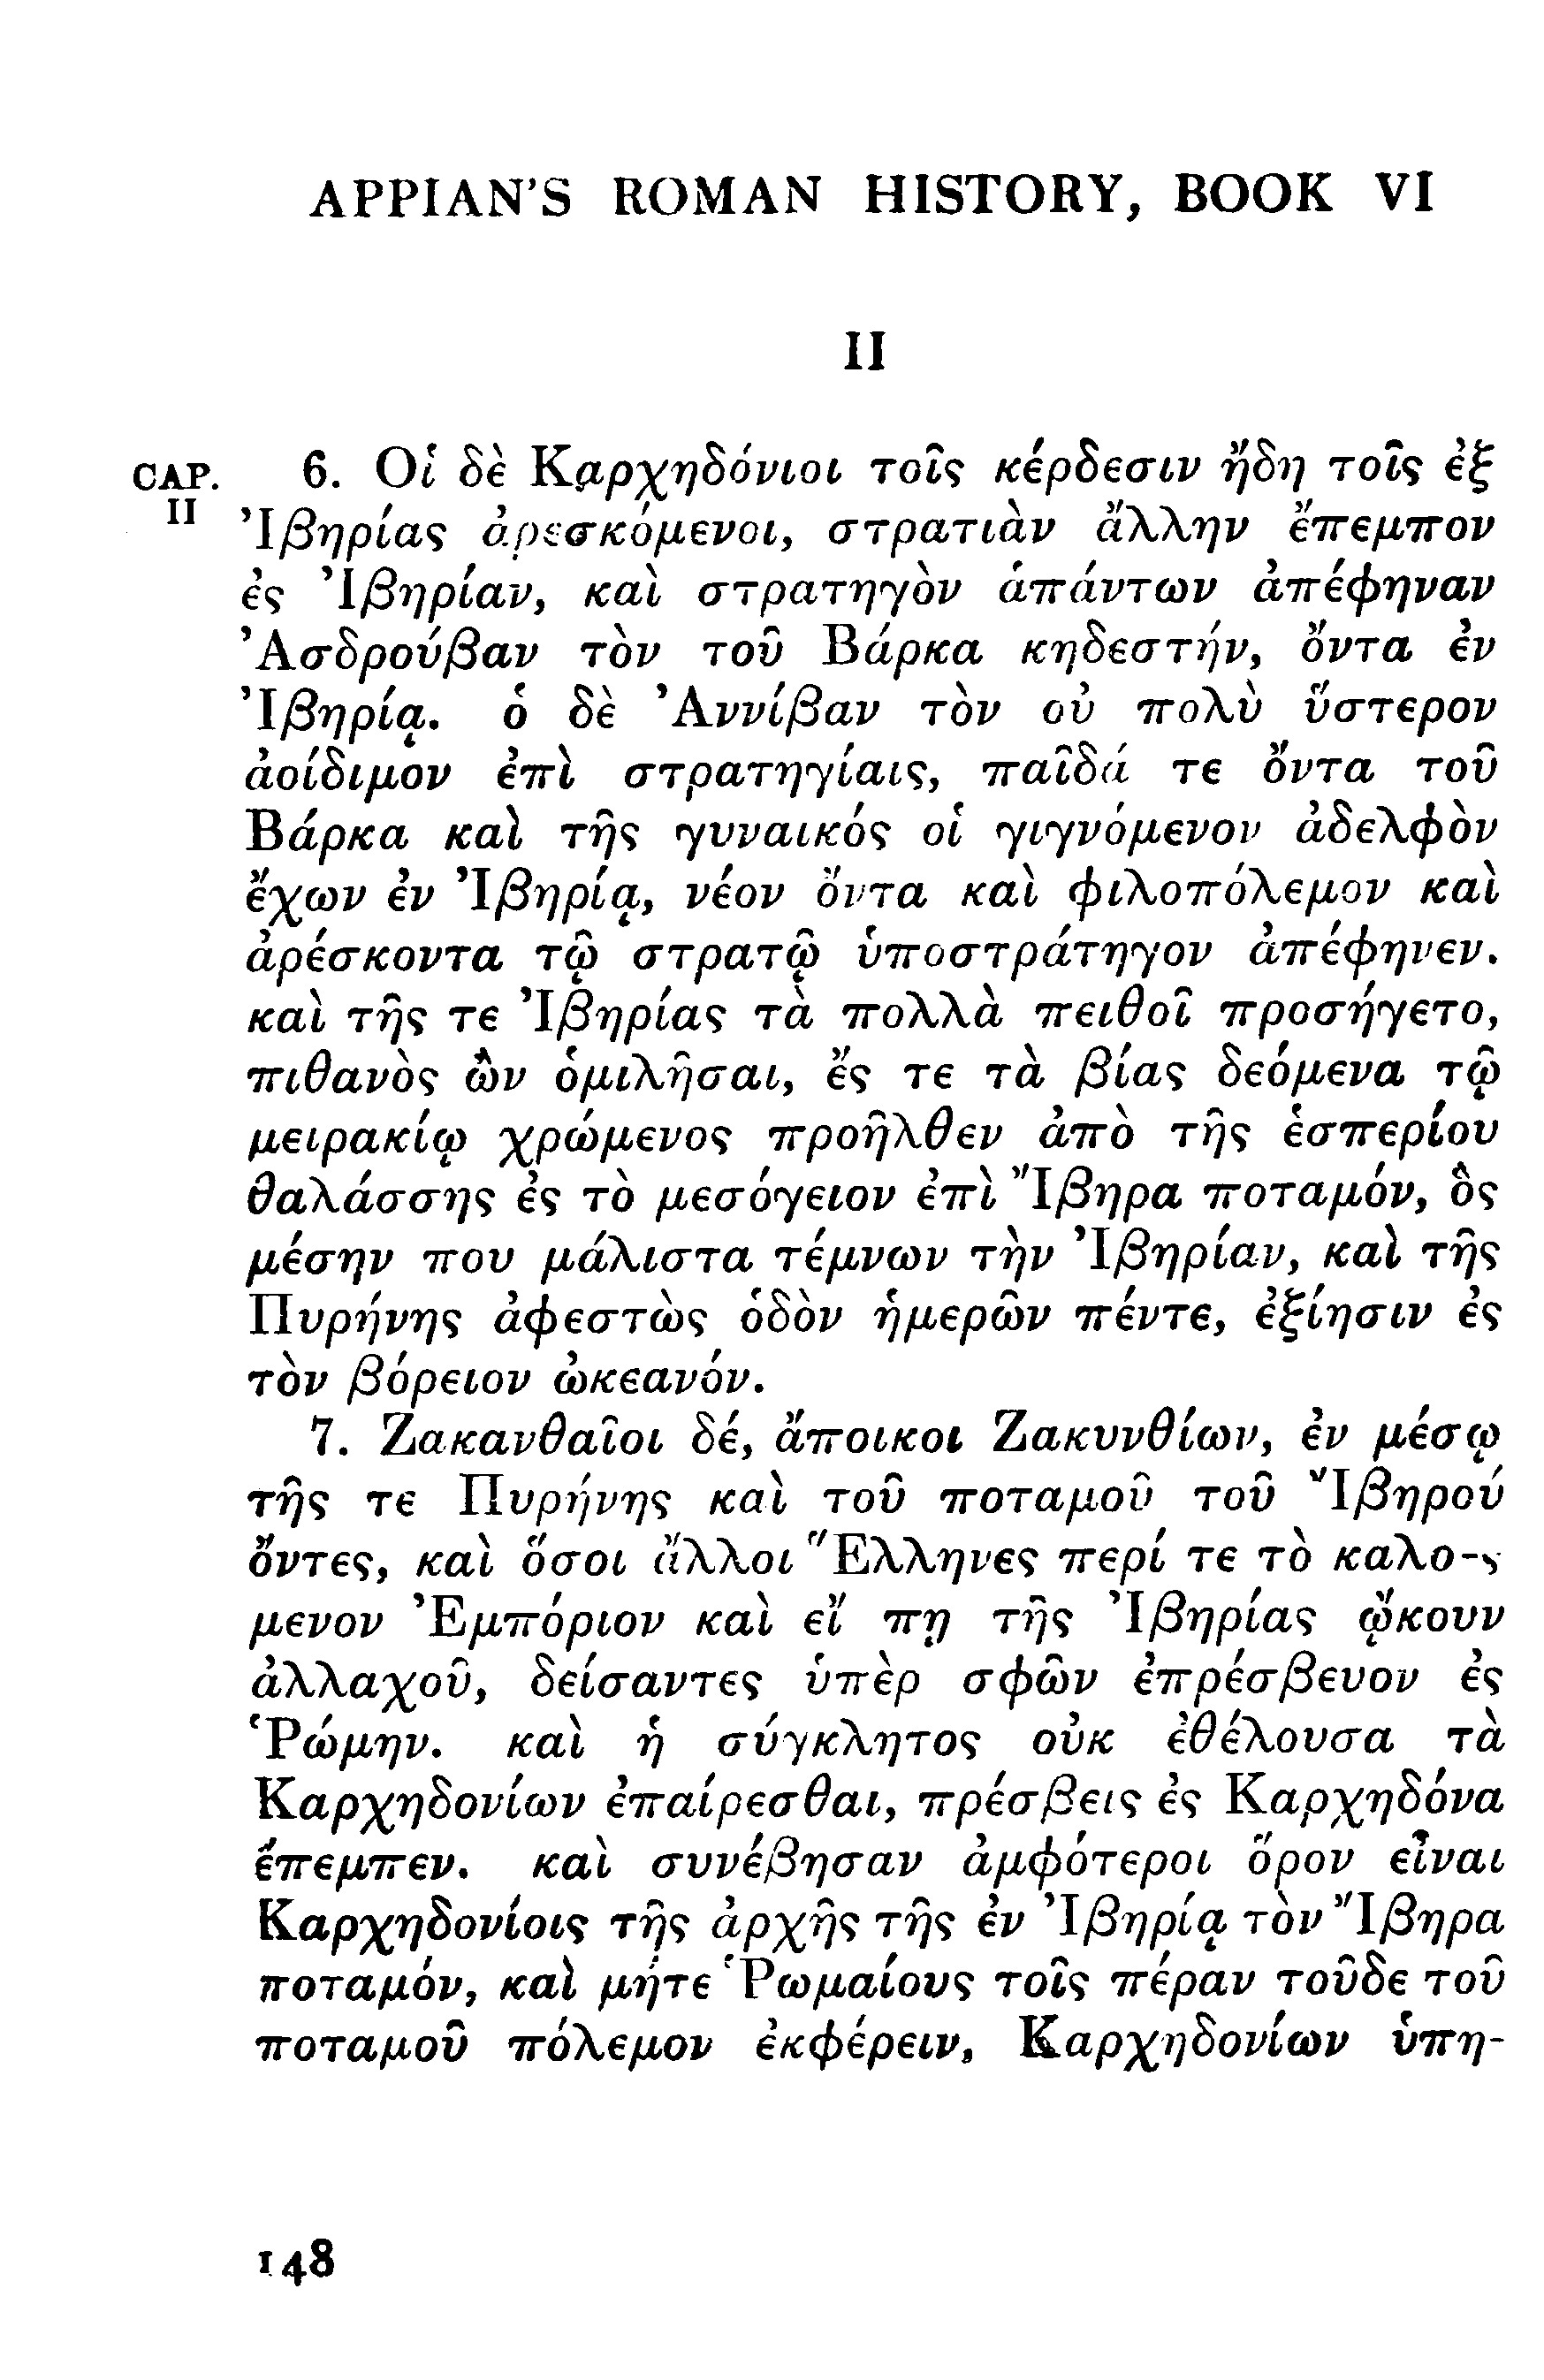 APPIAN'S ROMAN HISTORY, BOOK VI
II
CAP. II
6. Οἱ δὲ Καρχηδόνιοι τοῖς κέρδεσιν ἤδη τοῖς ἐξ
Ἰβηρίας ἀρεσκόμενοι, στρατιὰν ἄλλην ἔπεμπον
ἐς Ἰβηρίαν, καὶ στρατηγὸν ἁπάντων ἀπέφηναν
Ἀσδρούβαν τὸν τοῦ Βάρκα κηδεστήν, ὄντα ἐν
Ἰβηρίᾳ. ὁ δὲ Ἀννίβαν τὸν οὐ πολὺ ὕστερον
ἀοίδιμον ἐπὶ στρατηγίαις, παῖδά τε ὄντα τοῦ
Βάρκα καὶ τῆς γυναικός οἱ γιγνόμενον ἀδελφὸν
ἔχων ἐν Ἰβηρίᾳ, νέον ὄντα καὶ φιλοπόλεμον καὶ
ἀρέσκοντα τῷ στρατῷ ὑποστράτηγον ἀπέφηνεν.
καὶ τῆς τε Ἰβηρίας τὰ πολλὰ πειθοῖ προσήγετο,
πιθανὸς ὢν ὁμιλῆσαι, ἔς τε τὰ βίας δεόμενα τῷ
μειρακίῳ χρώμενος προῆλθεν ἀπὸ τῆς ἑσπερίου
θαλάσσης ἐς τὸ μεσόγειον ἐπὶ Ἴβηρα ποταμόν, ὃς
μέσην που μάλιστα τέμνων τὴν Ἰβηρίαν, καὶ τῆς
Πυρήνης ἀφεστὼς ὁδὸν ἡμερῶν πέντε, ἐξίησιν ἐς
τὸν βόρειον ὠκεανόν.
7. Ζακανθαῖοι δέ, ἄποικοι Ζακυνθίων, ἐν μέσῳ
τῆς τε Πυρήνης καὶ τοῦ ποταμοῦ τοῦ Ἴβηρού
ὄντες, καὶ ὅσοι ἄλλοι Ἕλληνες περί τε τὸ καλο-
μενον Ἐμπόριον καὶ εἴ πῃ τῆς Ἰβηρίας ᾤκουν
ἀλλαχοῦ, δείσαντες ὑπὲρ σφῶν ἐπρέσβευον ἐς
Ῥώμην. καὶ ἡ σύγκλητος οὐκ ἐθέλουσα τὰ
Καρχηδονίων ἐπαίρεσθαι, πρέσβεις ἐς Καρχηδόνα
ἔπεμπεν. καὶ συνέβησαν ἀμφότεροι ὅρον εἶναι
Καρχηδονίοις τῆς ἀρχῆς τῆς ἐν Ἰβηρίᾳ τὸν Ἴβηρα
ποταμόν, καὶ μήτε Ῥωμαίους τοῖς πέραν τοῦδε τοῦ
ποταμοῦ πόλεμον ἐκφέρειν, Καρχηδονίων ὑπη-
148